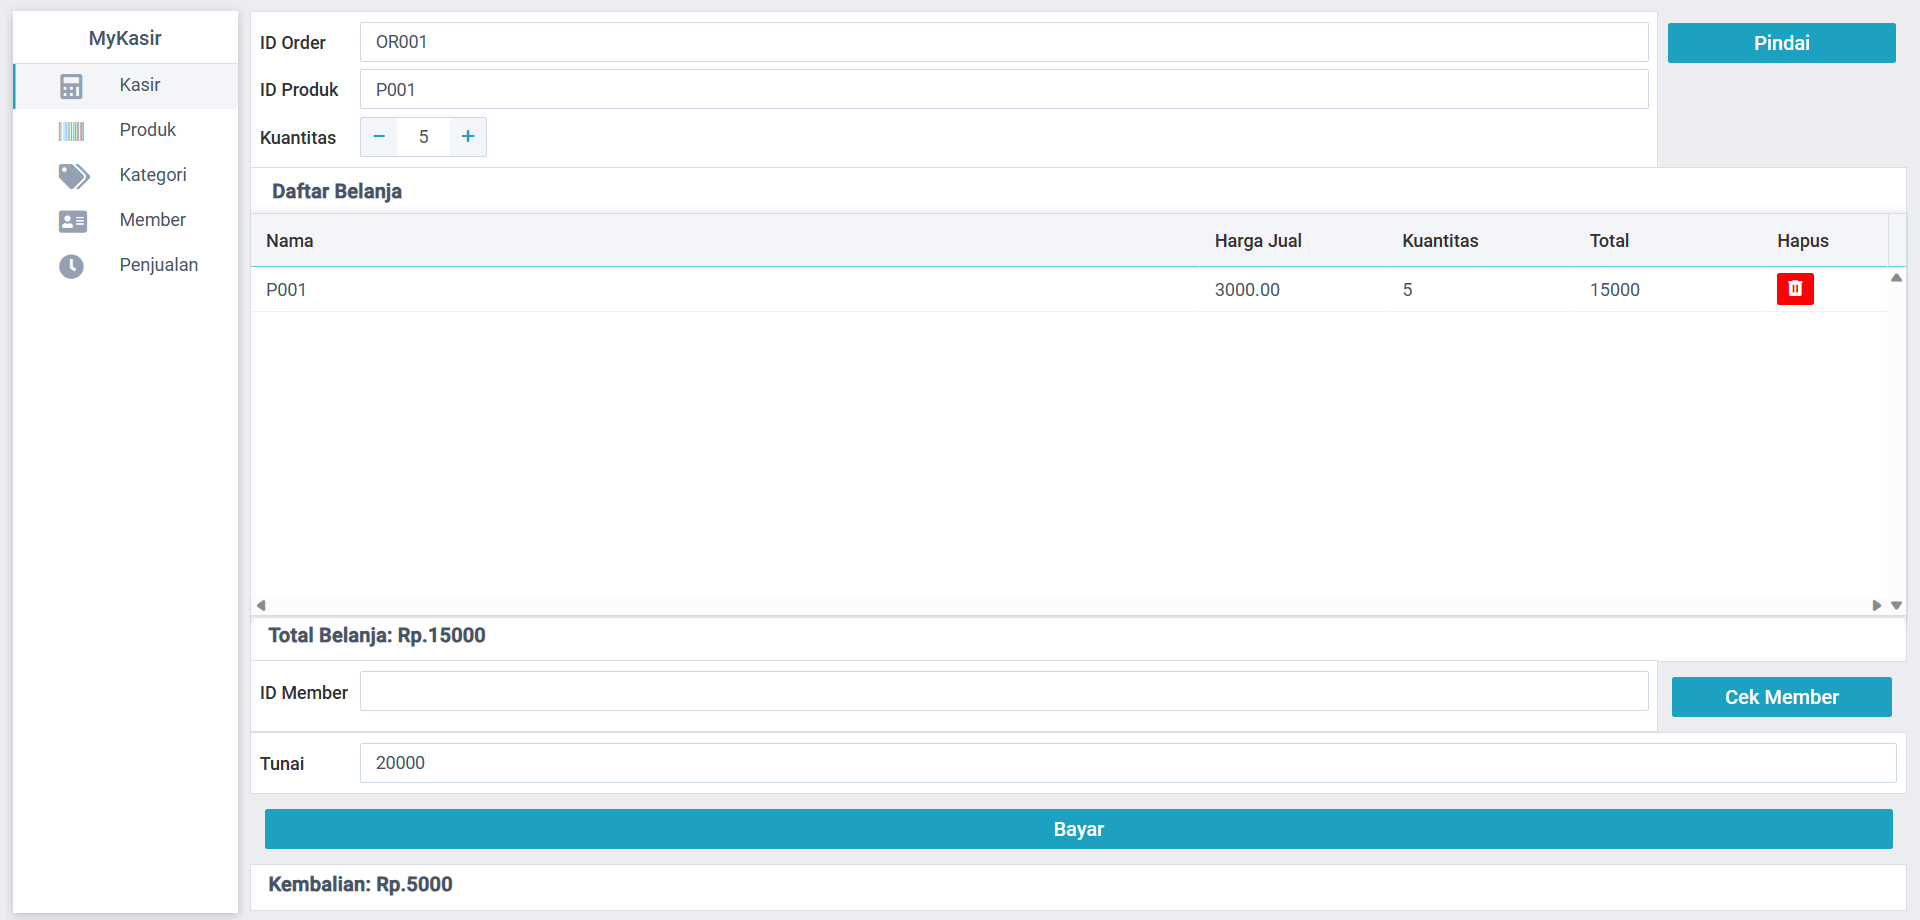 MyKasir
Kasir
Produk
Kategori
Member
Penjualan
ID Order OR001
Pindai
ID Produk P001
Kuantitas − 5 +
Daftar Belanja
Nama Harga Jual Kuantitas Total Hapus
P001 3000.00 5 15000
Total Belanja: Rp.15000
ID Member
Cek Member
Tunai 20000
Bayar
Kembalian: Rp.5000